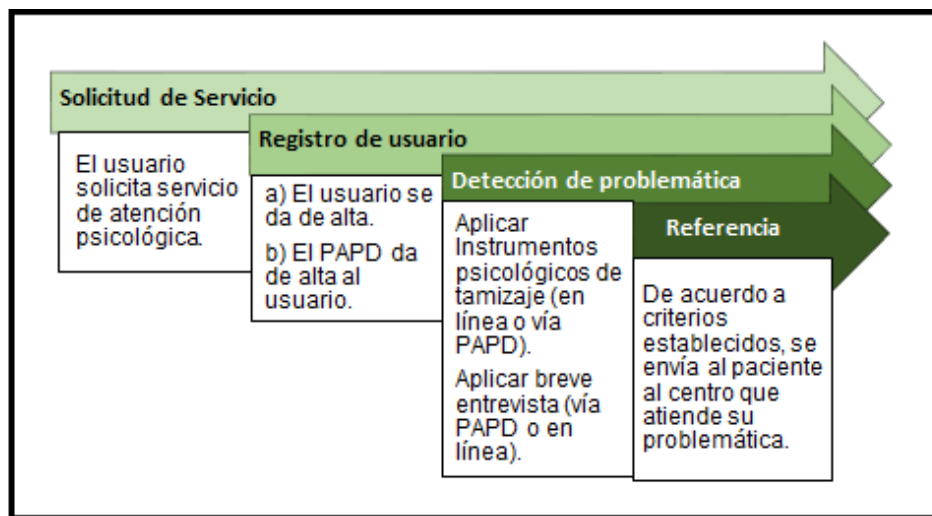 Solicitud de Servicio
El usuario
solicita servicio
de atención
psicológica.
Registro de usuario
a) El usuario se
da de alta.
b) El PAPD da
de alta al
usuario.
Detección de problemática
Aplicar
Instrumentos
psicológicos de
tamizaje (en
línea o vía
PAPD).
Aplicar breve
entrevista (vía
PAPD o en
línea).
Referencia
De acuerdo a
criterios
establecidos, se
envía al paciente
al centro que
atiende su
problemática.